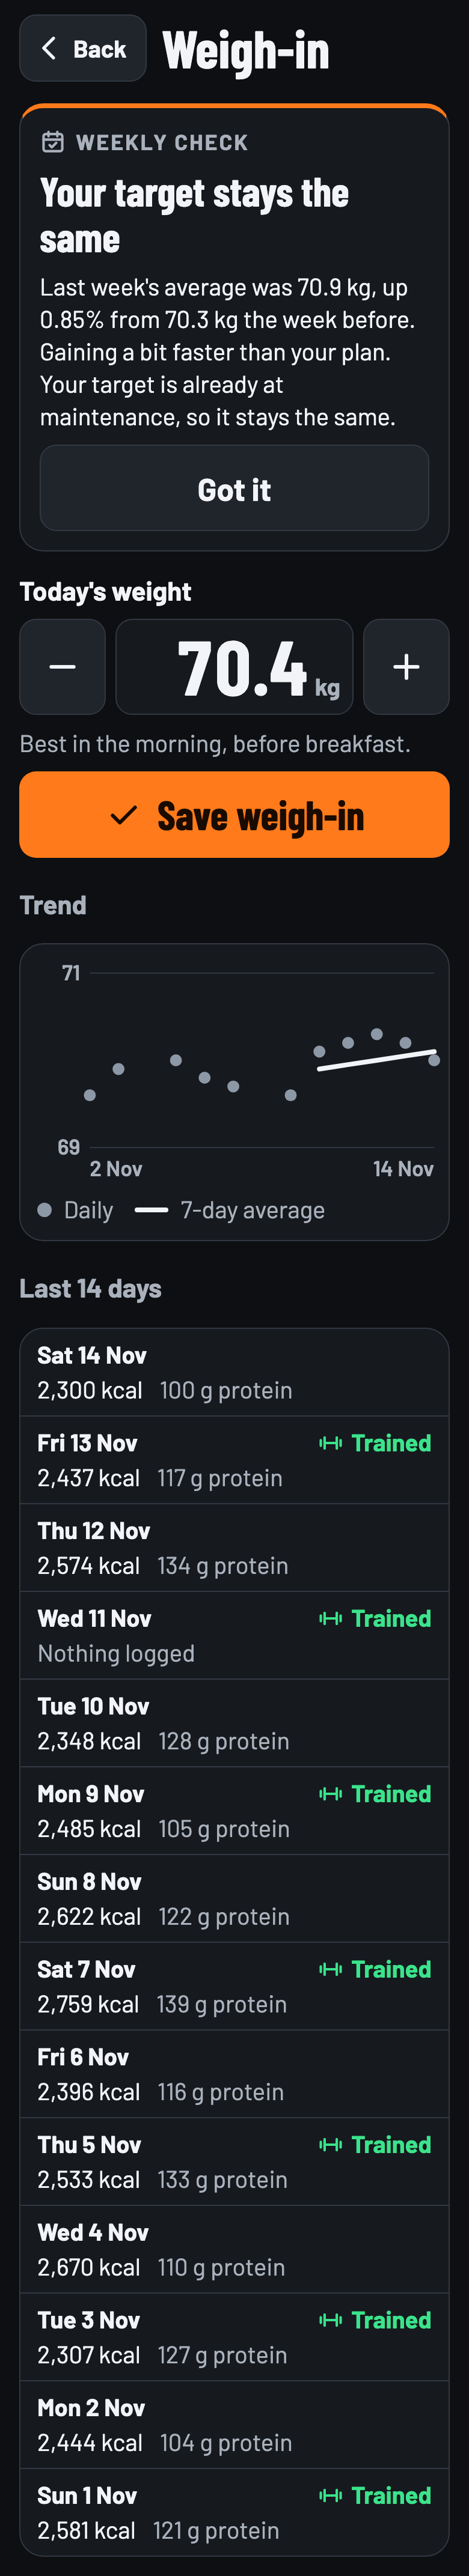 Back
Weigh-in
WEEKLY CHECK
Your target stays the
same
Last week's average was 70.9 kg, up
0.85% from 70.3 kg the week before.
Gaining a bit faster than your plan.
Your target is already at
maintenance, so it stays the same.
Got it
Today's weight
70.4 kg
Best in the morning, before breakfast.
Save weigh-in
Trend
71
69
2 Nov
14 Nov
Daily
7-day average
Last 14 days
Sat 14 Nov
2,300 kcal 100 g protein
Fri 13 Nov Trained
2,437 kcal 117 g protein
Thu 12 Nov
2,574 kcal 134 g protein
Wed 11 Nov Trained
Nothing logged
Tue 10 Nov
2,348 kcal 128 g protein
Mon 9 Nov Trained
2,485 kcal 105 g protein
Sun 8 Nov
2,622 kcal 122 g protein
Sat 7 Nov Trained
2,759 kcal 139 g protein
Fri 6 Nov
2,396 kcal 116 g protein
Thu 5 Nov Trained
2,533 kcal 133 g protein
Wed 4 Nov
2,670 kcal 110 g protein
Tue 3 Nov Trained
2,307 kcal 127 g protein
Mon 2 Nov
2,444 kcal 104 g protein
Sun 1 Nov Trained
2,581 kcal 121 g protein